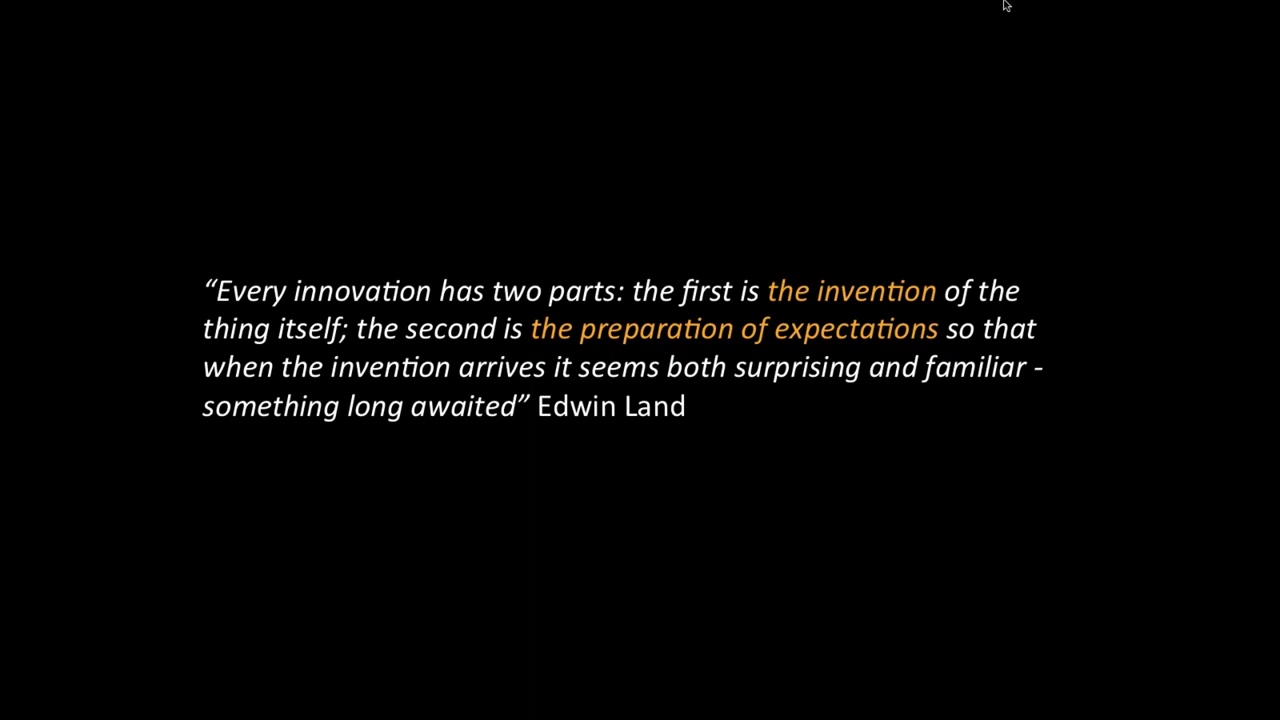 “Every innovation has two parts: the first is the invention of the
thing itself; the second is the preparation of expectations so that
when the invention arrives it seems both surprising and familiar -
something long awaited” Edwin Land